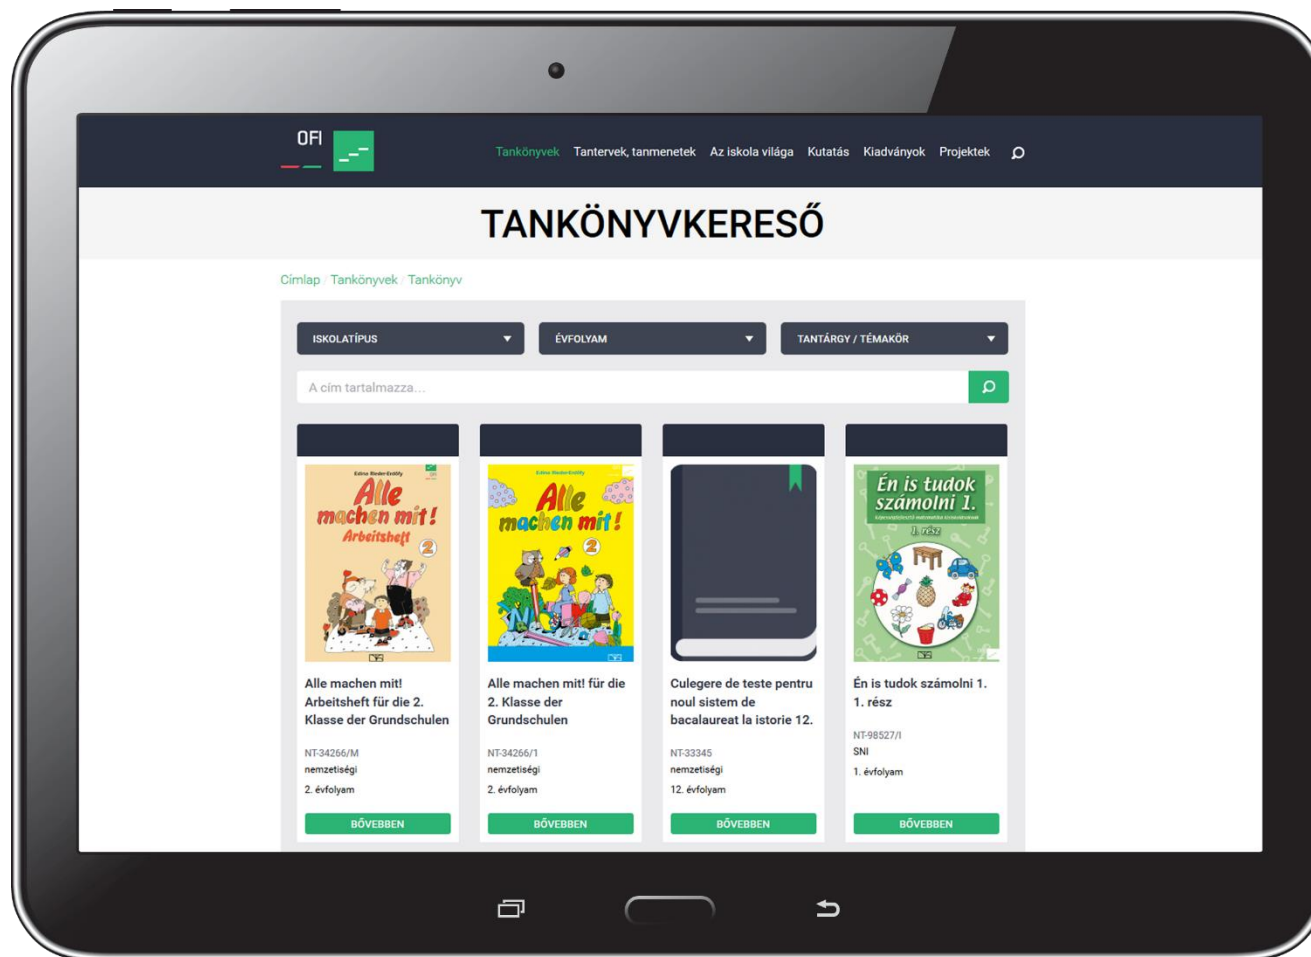 OFI
Tankönyvek Tantervek, tanmenetek Az iskola világa Kutatás Kiadványok Projektek
TANKÖNYVKERESŐ
Címlap / Tankönyvek / Tankönyv
ISKOLATÍPUS ÉVFOLYAM TANTÁRGY / TÉMAKÖR
A cím tartalmazza...
Edina Rieder-Erdőfy
Alle
machen mit!
Arbeitsheft
2
Alle
machen mit!
2
Én is tudok
számolni 1.
1. rész
Alle machen mit!
Arbeitsheft für die 2.
Klasse der Grundschulen
NT-34266/M
nemzetiségi
2. évfolyam
BŐVEBBEN
Alle machen mit! für die
2. Klasse der
Grundschulen
NT-34266/1
nemzetiségi
2. évfolyam
BŐVEBBEN
Culegere de teste pentru
noul sistem de
bacalaureat la istorie 12.
NT-33345
nemzetiségi
12. évfolyam
BŐVEBBEN
Én is tudok számolni 1.
1. rész
NT-98527/I
SNI
1. évfolyam
BŐVEBBEN